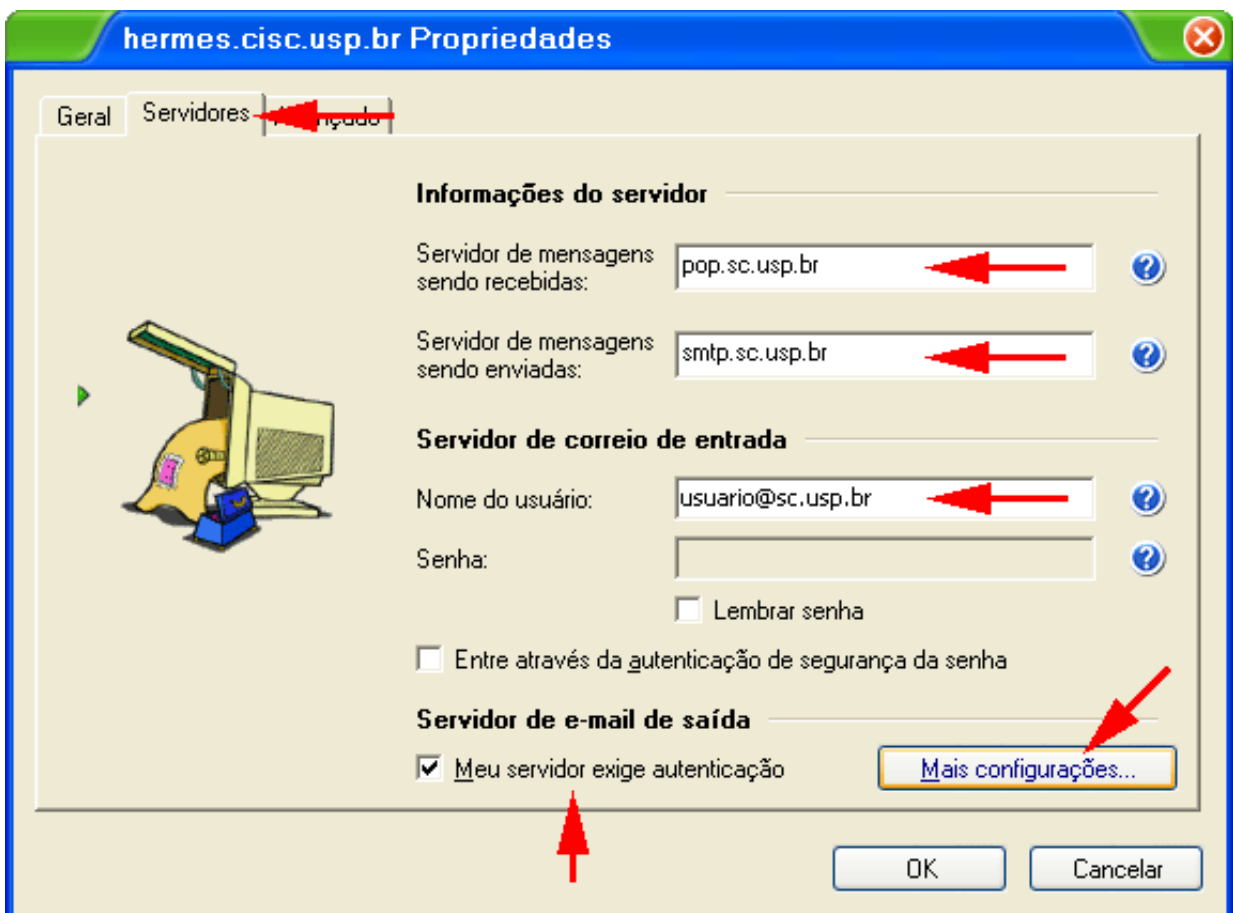 hermes.cisc.usp.br Propriedades
Geral Servidores
Informações do servidor
Servidor de mensagens
sendo recebidas:
pop.sc.usp.br
Servidor de mensagens
sendo enviadas:
smtp.sc.usp.br
Servidor de correio de entrada
Nome do usuário: usuario@sc.usp.br
Senha:
Lembrar senha
Entre através da autenticação de segurança da senha
Servidor de e-mail de saída
Meu servidor exige autenticação Mais configurações...
OK Cancelar